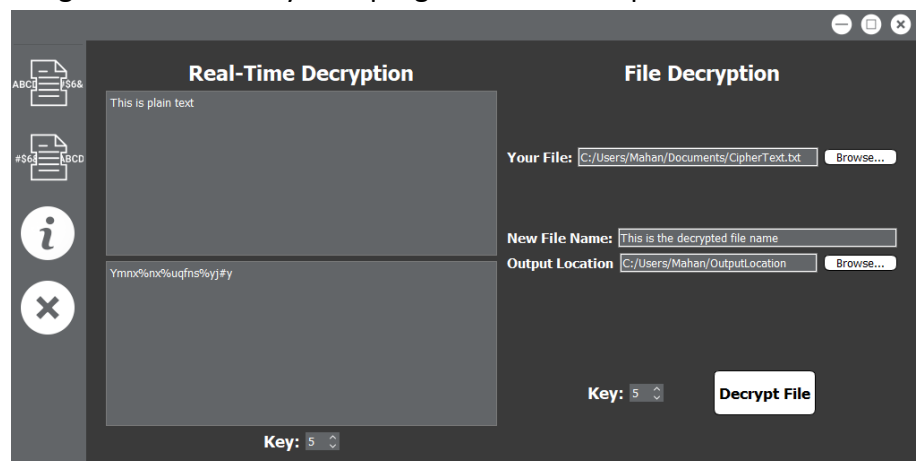 Real-Time Decryption
File Decryption
ABCD #$6&
This is plain text
#$6& ABCD
Your File: C:/Users/Mahan/Documents/CipherText.txt Browse...
i
New File Name: This is the decrypted file name
Output Location C:/Users/Mahan/OutputLocation Browse...
Ymnx%nx%uqfns%yj#y
Key: 5
Decrypt File
Key: 5